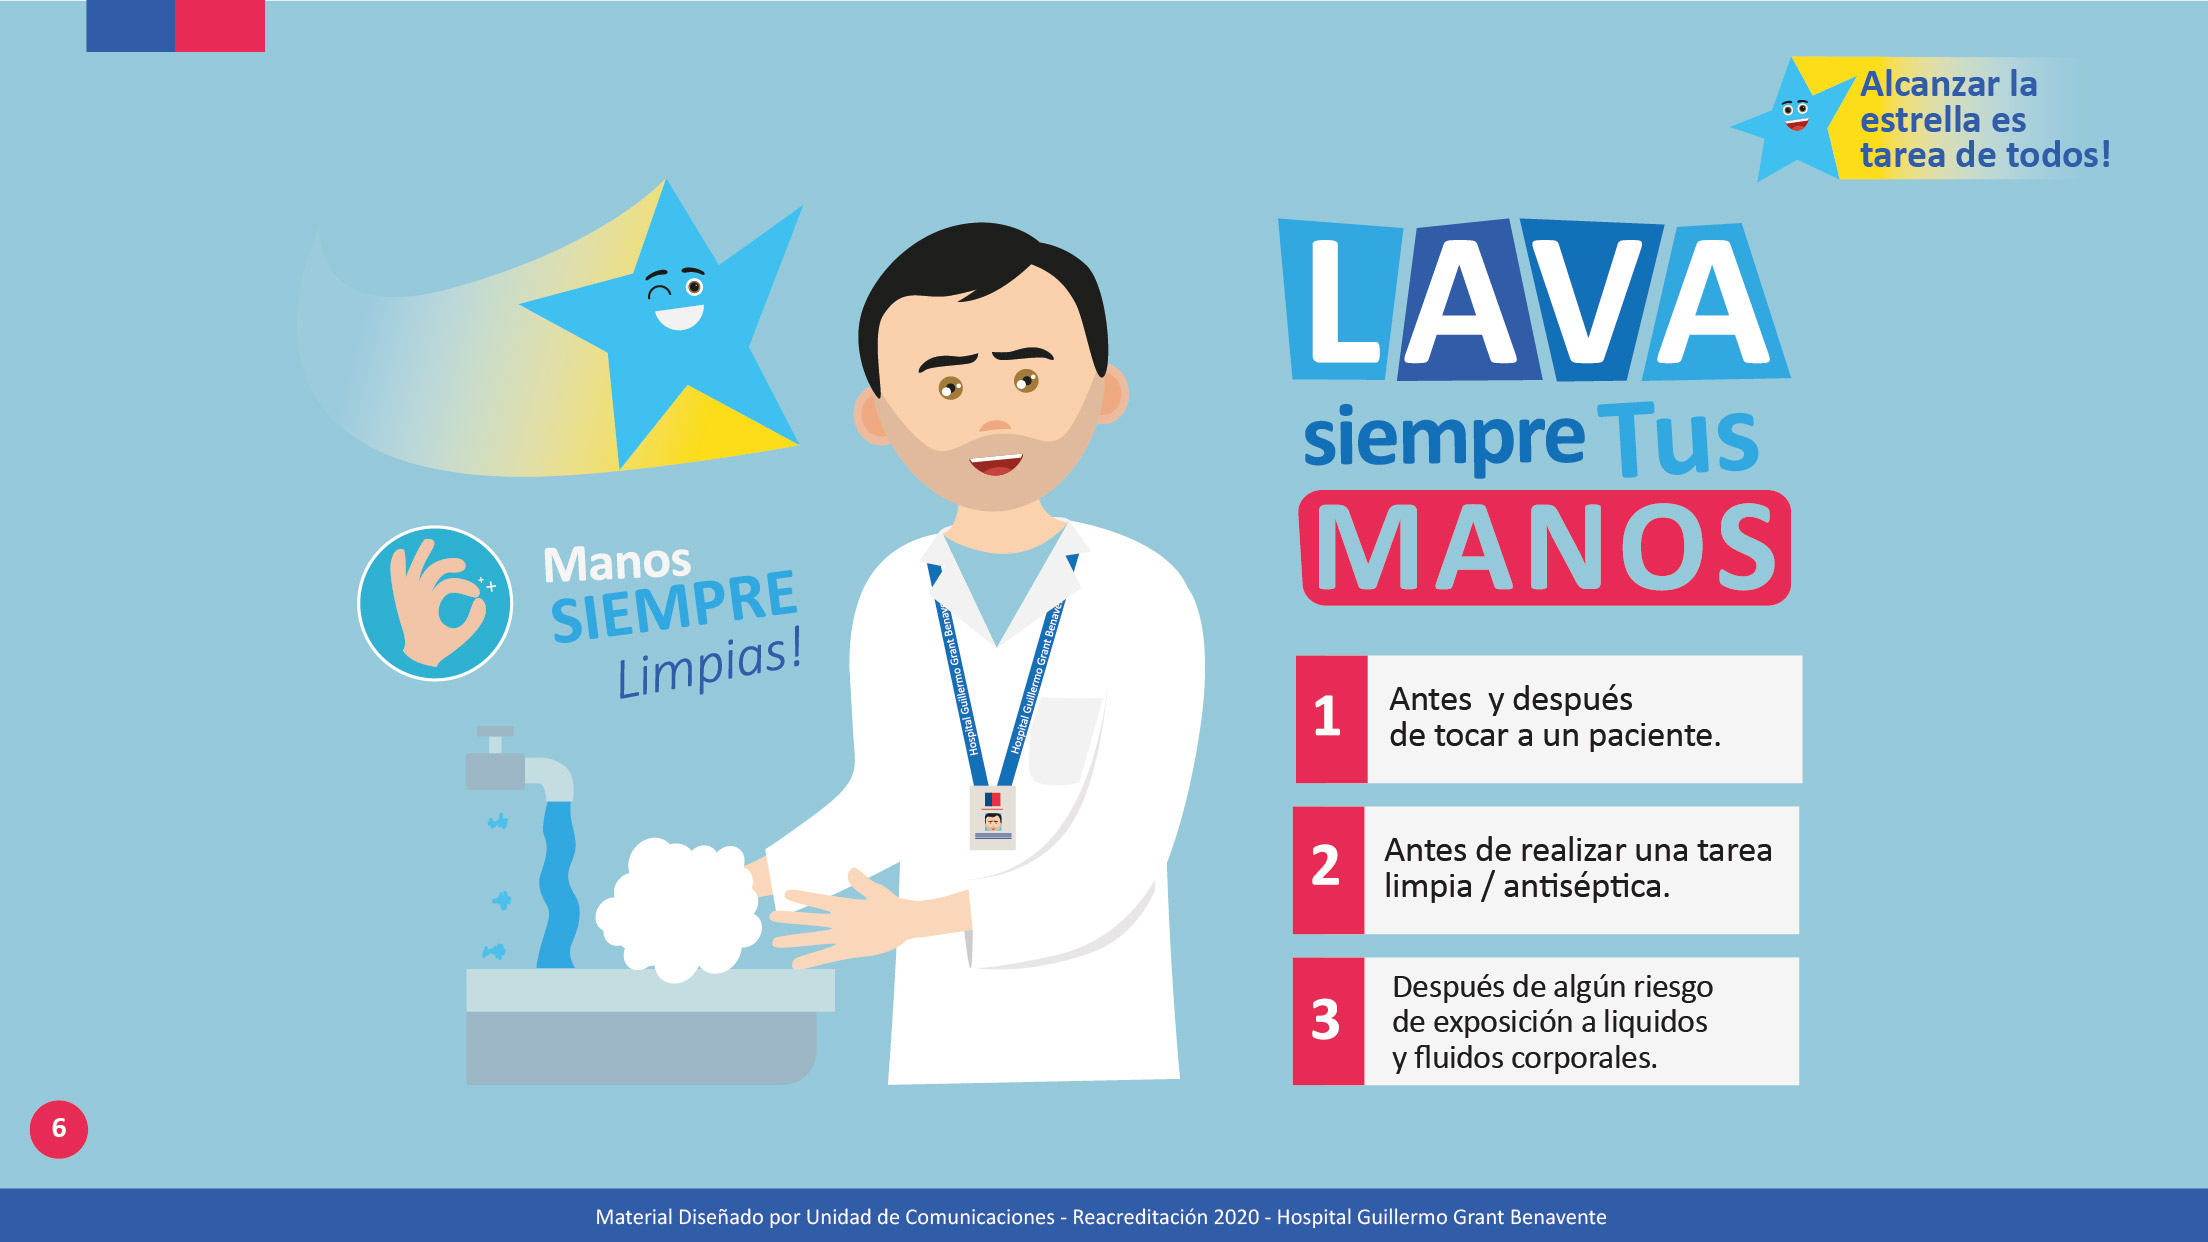 Alcanzar la
estrella es
tarea de todos!
LAVA
siempre Tus
MANOS
Manos
SIEMPRE
Limpias!
Hospital Guillermo Grant Benave
Hospital Guillermo Grant Benave
1
Antes y después
de tocar a un paciente.
2
Antes de realizar una tarea
limpia / antiséptica.
3
Después de algún riesgo
de exposición a liquidos
y fluidos corporales.
6
Material Diseñado por Unidad de Comunicaciones - Reacreditación 2020 - Hospital Guillermo Grant Benavente